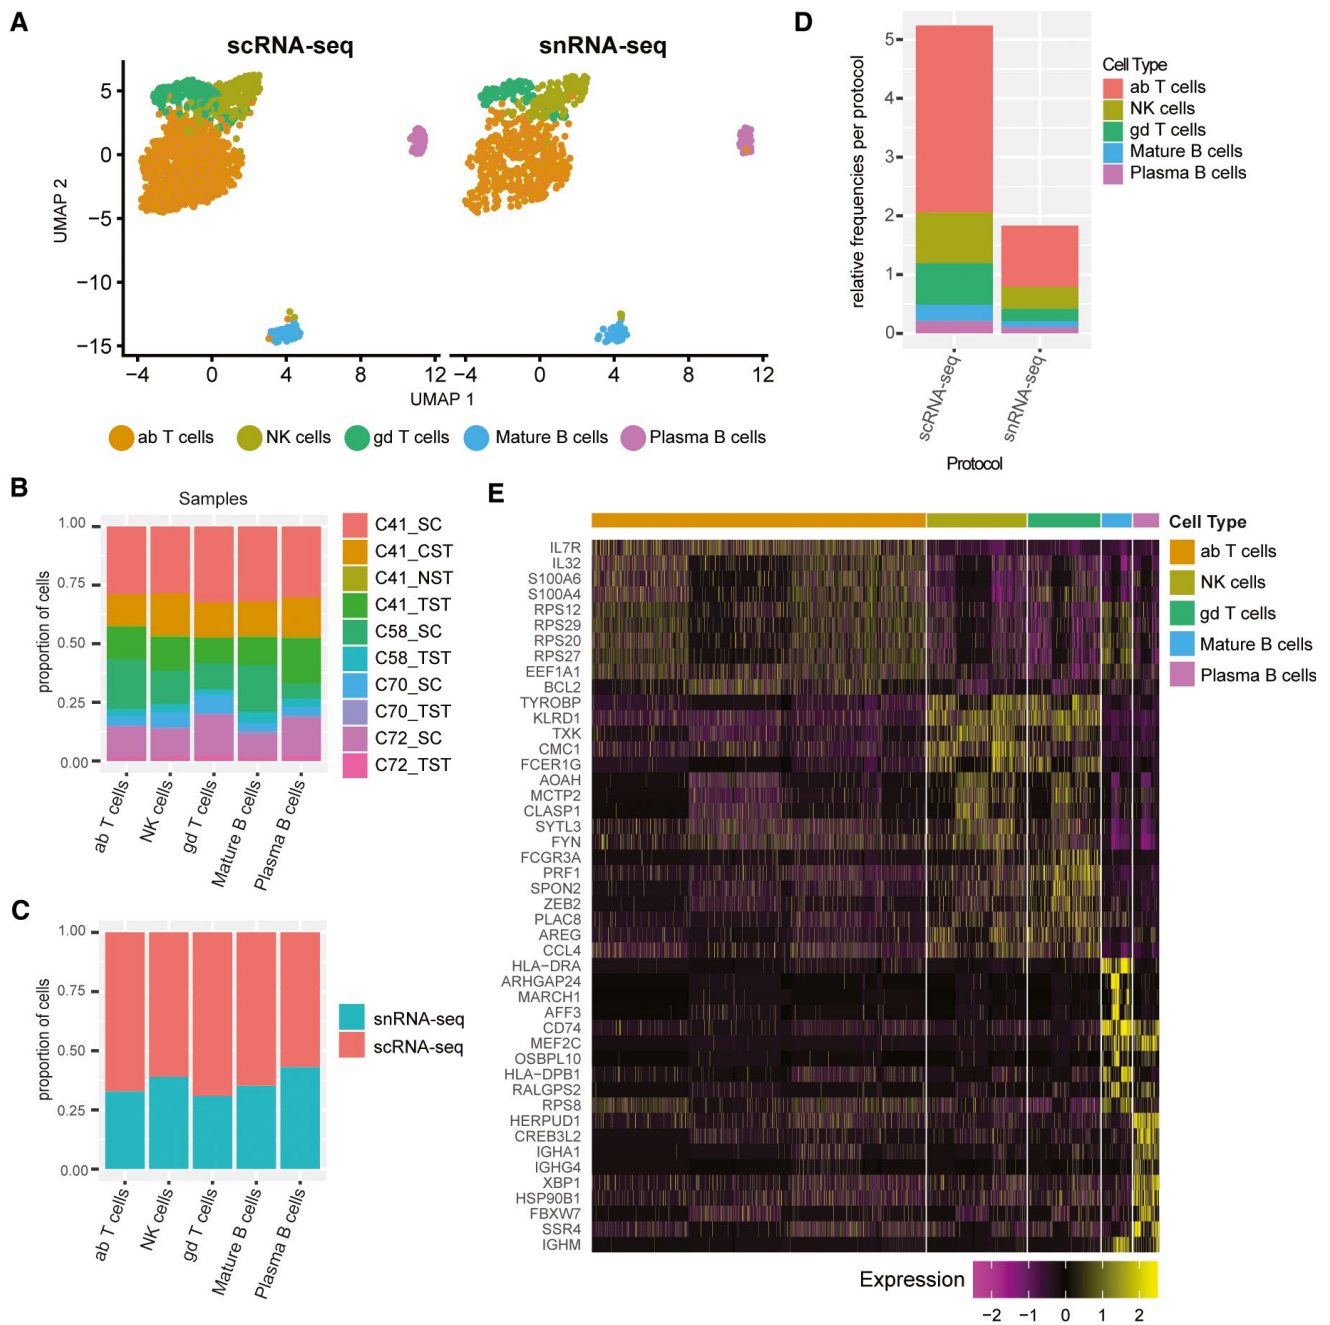 A
scRNA-seq
snRNA-seq
UMAP 2
5
0
−5
−10
−15
−4
0
4
8
12
−4
0
4
8
12
UMAP 1
ab T cells
NK cells
gd T cells
Mature B cells
Plasma B cells
D
relative frequencies per protocol
5
4
3
2
1
0
scRNA-seq
snRNA-seq
Protocol
Cell Type
ab T cells
NK cells
gd T cells
Mature B cells
Plasma B cells
B
Samples
proportion of cells
1.00
0.75
0.50
0.25
0.00
ab T cells
NK cells
gd T cells
Mature B cells
Plasma B cells
C41_SC
C41_CST
C41_NST
C41_TST
C58_SC
C58_TST
C70_SC
C70_TST
C72_SC
C72_TST
C
proportion of cells
1.00
0.75
0.50
0.25
0.00
ab T cells
NK cells
gd T cells
Mature B cells
Plasma B cells
snRNA-seq
scRNA-seq
E
IL7R
IL32
S100A6
S100A4
RPS12
RPS29
RPS20
RPS27
EEF1A1
BCL2
TYROBP
KLRD1
TXK
CMC1
FCER1G
AOAH
MCTP2
CLASP1
SYTL3
FYN
FCGR3A
PRF1
SPON2
ZEB2
PLAC8
AREG
CCL4
HLA−DRA
ARHGAP24
MARCH1
AFF3
CD74
MEF2C
OSBPL10
HLA−DPB1
RALGPS2
RPS8
HERPUD1
CREB3L2
IGHA1
IGHG4
XBP1
HSP90B1
FBXW7
SSR4
IGHM
Cell Type
ab T cells
NK cells
gd T cells
Mature B cells
Plasma B cells
Expression
−2
−1
0
1
2